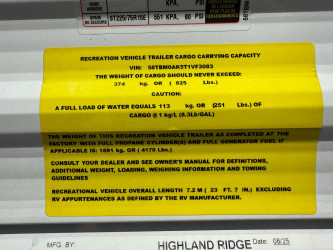 KPA, PSI
SPARE
DE SECOURS ST225/75R15E 551 KPA, 80 PSI
RECREATION VEHICLE TRAILER CARGO CARRYING CAPACITY
VIN: 58TBM0AK5T1VF3083
THE WEIGHT OF CARGO SHOULD NEVER EXCEED:
374 kg. OR ( 825 Lbs.)
CAUTION:
A FULL LOAD OF WATER EQUALS 113 kg. OR (251 Lbs.) OF
CARGO @ 1 kg/L (8.3Lb/GAL)
THE WEIGHT OF THIS RECREATION VEHICLE TRAILER AS COMPLETED AT THE
FACTORY WITH FULL PROPANE CYLINDER(S) AND FULL GENERATOR FUEL IF
APPLICABLE IS: 1891 kg. OR ( 4170 Lbs.)
CONSULT YOUR DEALER AND SEE OWNER'S MANUAL FOR DEFINITIONS,
ADDITIONAL WEIGHT, LOADING, WEIGHING INFORMATION AND TOWING
GUIDELINES
RECREATIONAL VEHICLE OVERALL LENGTH 7.2 M ( 23 FT. 7 IN.) EXCLUDING
RV APPURTENANCES AS DEFINED BY THE RV MANUFACTURER.
MFG. BY: HIGHLAND RIDGE Date: 08/25